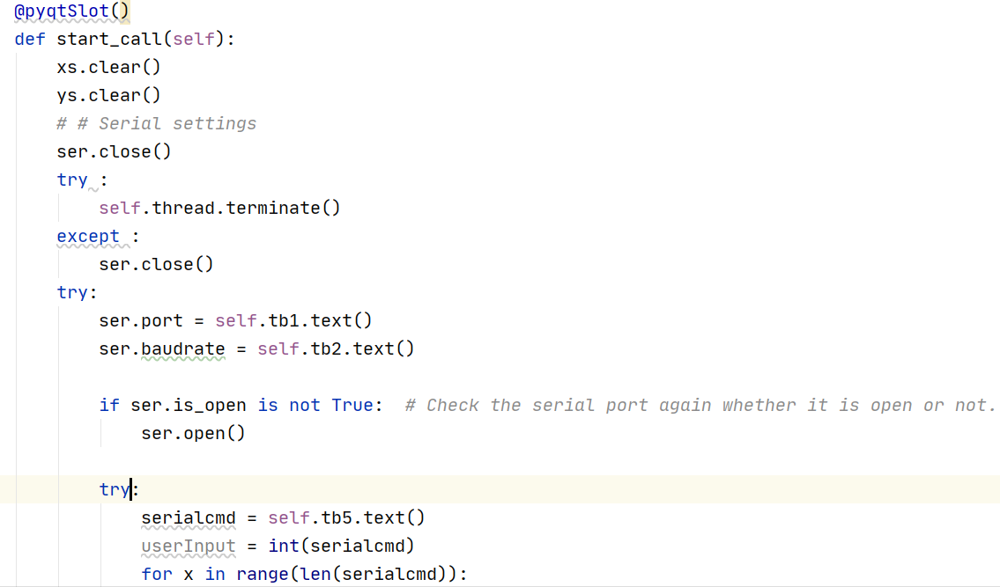 @pyqtSlot()
def start_call(self):
    xs.clear()
    ys.clear()
    # # Serial settings
    ser.close()
    try :
        self.thread.terminate()
    except :
        ser.close()
    try:
        ser.port = self.tb1.text()
        ser.baudrate = self.tb2.text()

        if ser.is_open is not True:  # Check the serial port again whether it is open or not.
            ser.open()

        try:
            serialcmd = self.tb5.text()
            userInput = int(serialcmd)
            for x in range(len(serialcmd)):